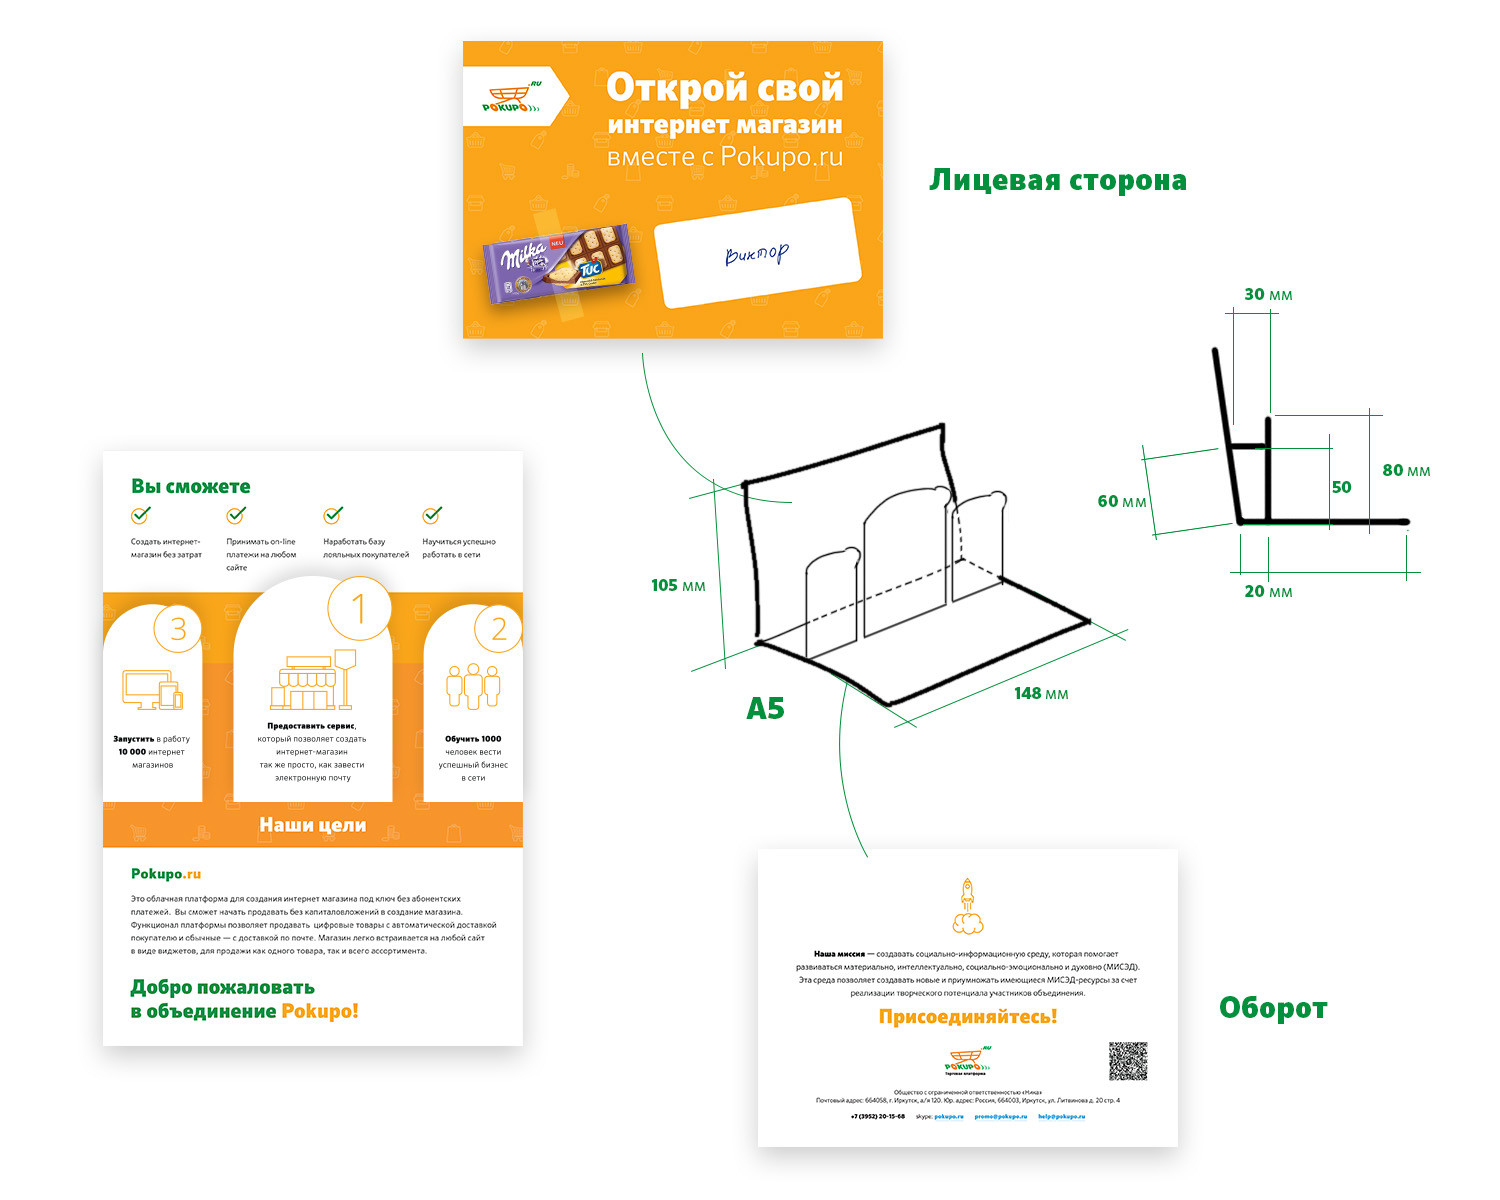 .RU
POKUPO
Открой свой
интернет магазин
вместе с Pokupo.ru
Milka
NEU
TUC
Виктор
Лицевая сторона
30 мм
80 мм
50
60 мм
20 мм
105 мм
148 мм
А5
Вы сможете
Создать интернет-
магазин без затрат
Принимать on-line
платежи на любом
сайте
Наработать базу
лояльных покупателей
Научиться успешно
работать в сети
3
Запустить в работу
10 000 интернет
магазинов
1
Предоставить сервис,
который позволяет создать
интернет-магазин
так же просто, как завести
электронную почту
2
Обучить 1000
человек вести
успешный бизнес
в сети
Наши цели
Pokupo.ru
Это облачная платформа для создания интернет магазина под ключ без абонентских
платежей. Вы сможет начать продавать без капиталовложений в создание магазина.
Функционал платформы позволяет продавать цифровые товары с автоматической доставкой
покупателю и обычные — с доставкой по почте. Магазин легко встраивается на любой сайт
в виде виджетов, для продажи как одного товара, так и всего ассортимента.
Добро пожаловать
в объединение Pokupo!
Наша миссия — создавать социально-информационную среду, которая помогает
развиваться материально, интеллектуально, социально-эмоционально и духовно (МИСЭД).
Эта среда позволяет создавать новые и приумножать имеющиеся МИСЭД-ресурсы за счет
реализации творческого потенциала участников объединения.
Присоединяйтесь!
.RU
POKUPO
Торговая платформа
Общество с ограниченной ответственностью «Ника»
Почтовый адрес: 664058, г. Иркутск, а/я 120. Юр. адрес: Россия, 664003, Иркутск, ул. Литвинова д. 20 стр. 4
+7 (3952) 20-15-68 skype: pokupo.ru promo@pokupo.ru help@pokupo.ru
Оборот